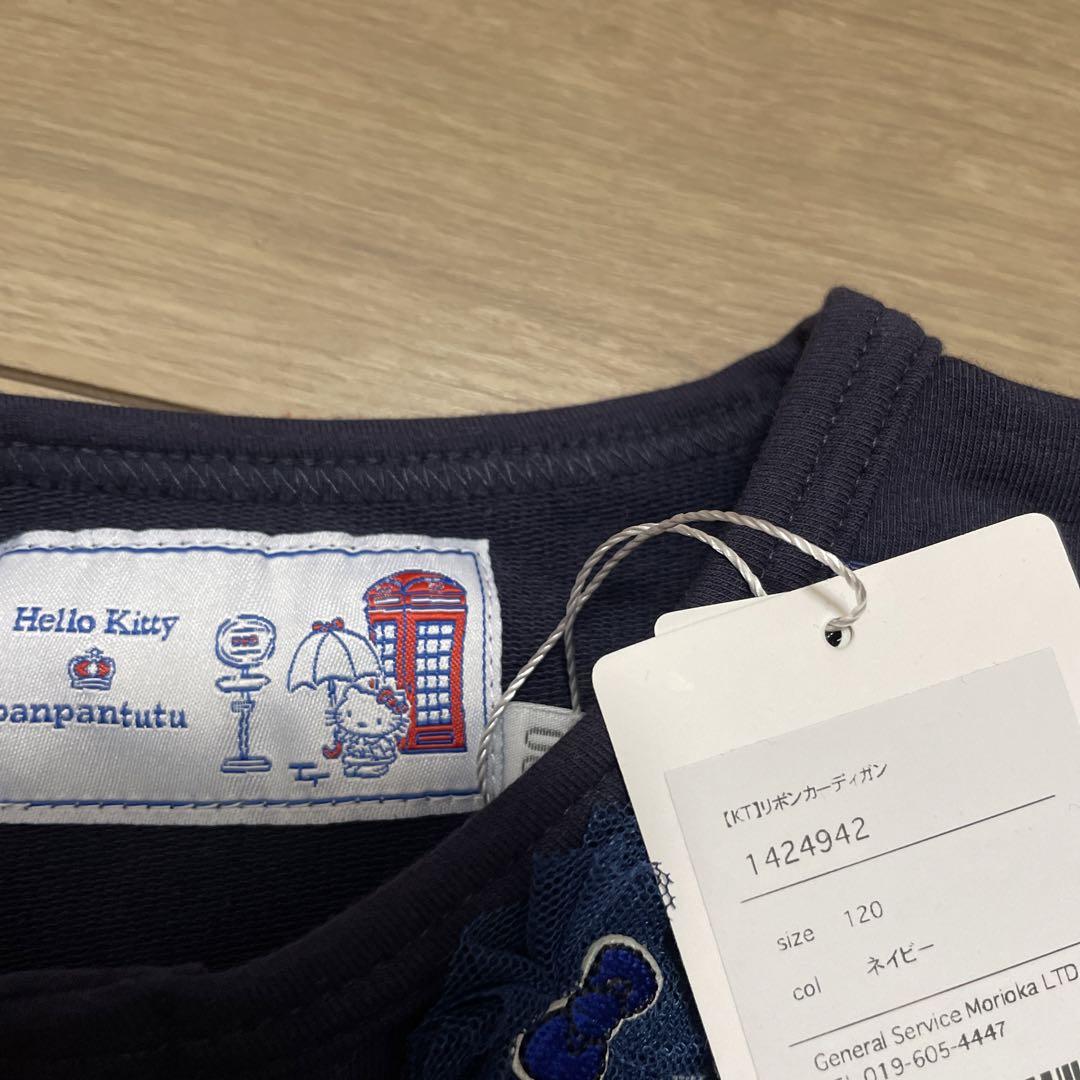 Hello Kitty
panpantutu
BUS
【KT】リボンカーディガン
1424942
size 120
col ネイビー
General Service Morioka LTD
019-605-4447